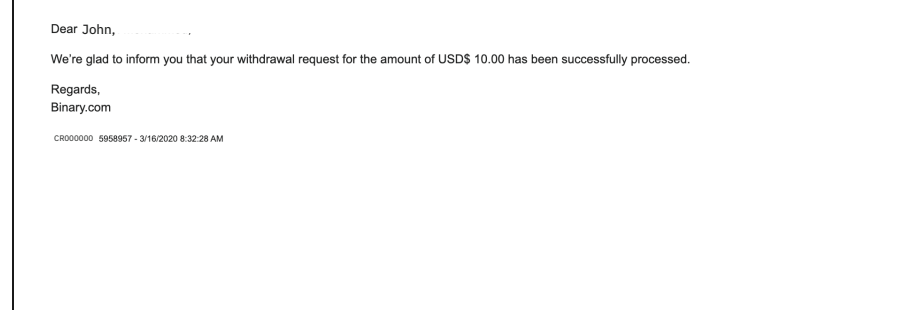 Dear John,
We're glad to inform you that your withdrawal request for the amount of USD$ 10.00 has been successfully processed.
Regards,
Binary.com
CR000000 5958957 - 3/16/2020 8:32:28 AM